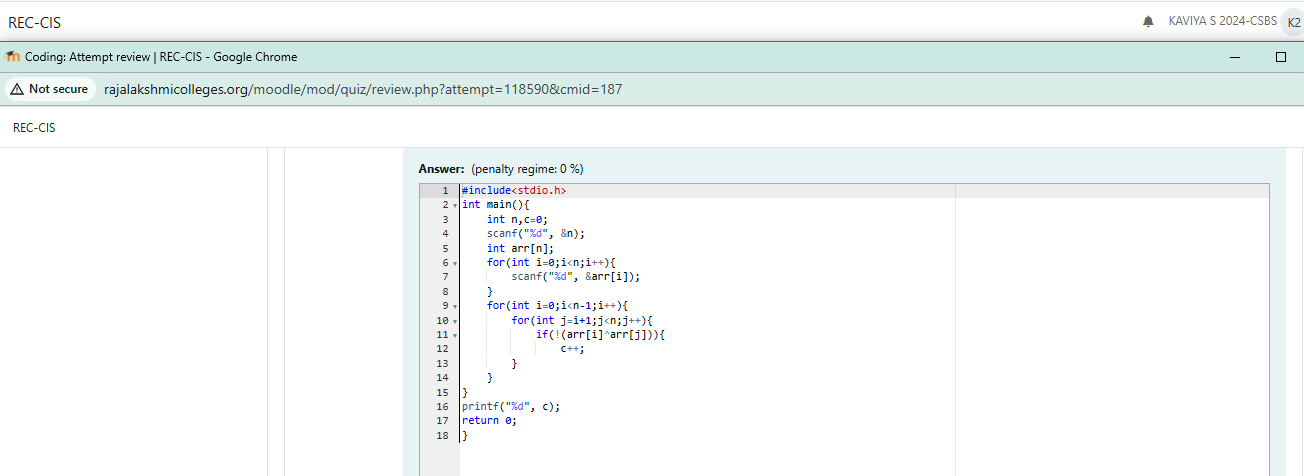 REC-CIS
KAVIYA S 2024-CSBS K2
Coding: Attempt review | REC-CIS - Google Chrome
Not secure rajalakshmicolleges.org/moodle/mod/quiz/review.php?attempt=118590&cmid=187
REC-CIS
Answer: (penalty regime: 0 %)
1 #include<stdio.h>
2 int main(){
3 int n,c=0;
4 scanf("%d", &n);
5 int arr[n];
6 for(int i=0;i<n;i++){
7 scanf("%d", &arr[i]);
8 }
9 for(int i=0;i<n-1;i++){
10 for(int j=i+1;j<n;j++){
11 if(!(arr[i]^arr[j])){
12 c++;
13 }
14 }
15 }
16 printf("%d", c);
17 return 0;
18 }